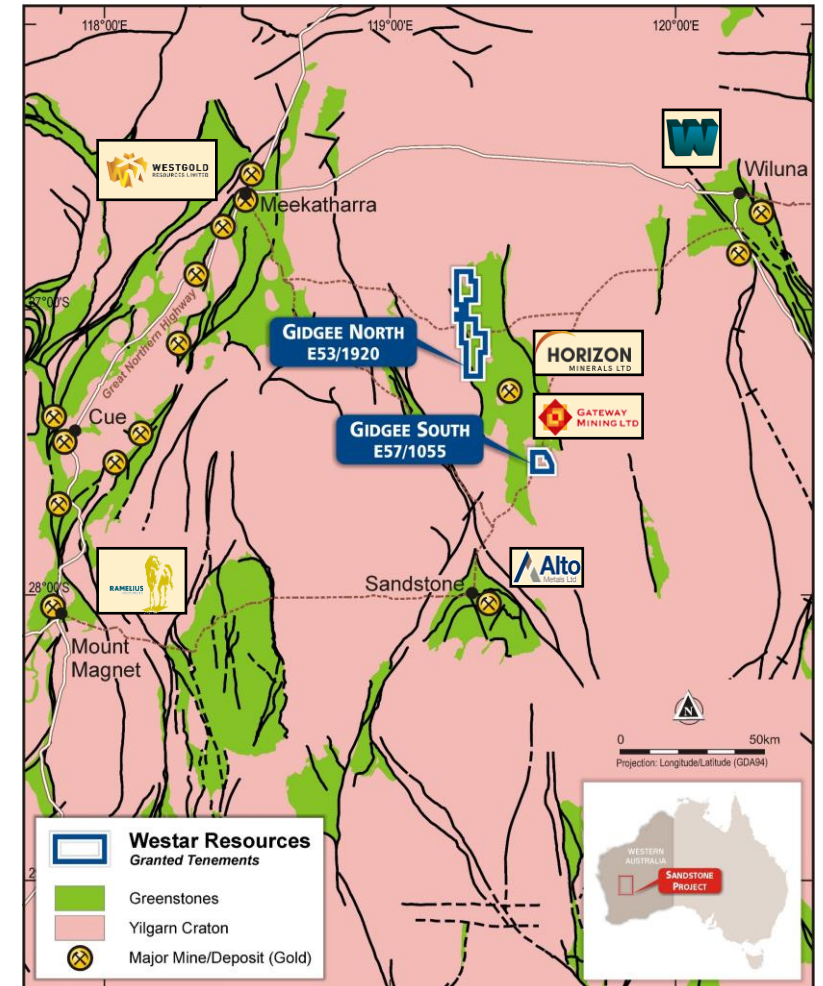 118°00'E
119°00'E
120°00'E
WESTGOLD
RESOURCES LIMITED
W
Wiluna
Meekatharra
27°00'S
Great Northern Highway
GIDGEE NORTH
E53/1920
HORIZON
MINERALS LTD
GATEWAY
MINING LTD
Cue
GIDGEE SOUTH
E57/1055
RAMELIUS
Alto
Metals Ltd
28°00'S
Sandstone
Mount
Magnet
N
0
50km
Projection: Longitude/Latitude (GDA94)
Westar Resources
Granted Tenements
Greenstones
Yilgarn Craton
Major Mine/Deposit (Gold)
WESTERN
AUSTRALIA
SANDSTONE
PROJECT